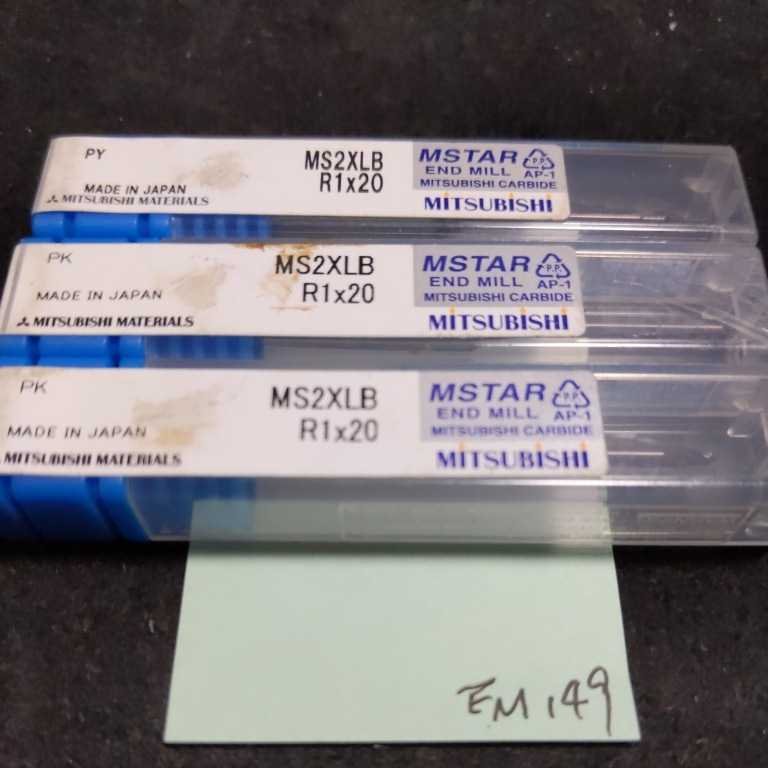 PY
MS2XLB
R1x20
MADE IN JAPAN
MITSUBISHI MATERIALS
MSTAR
END MILL
P.P.
AP-1
MITSUBISHI CARBIDE
MITSUBISHI
PK
MS2XLB
R1x20
MADE IN JAPAN
MITSUBISHI MATERIALS
MSTAR
END MILL
P.P.
AP-1
MITSUBISHI CARBIDE
MITSUBISHI
PK
MS2XLB
R1x20
MADE IN JAPAN
MITSUBISHI MATERIALS
MSTAR
END MILL
P.P.
AP-1
MITSUBISHI CARBIDE
MITSUBISHI
EM149